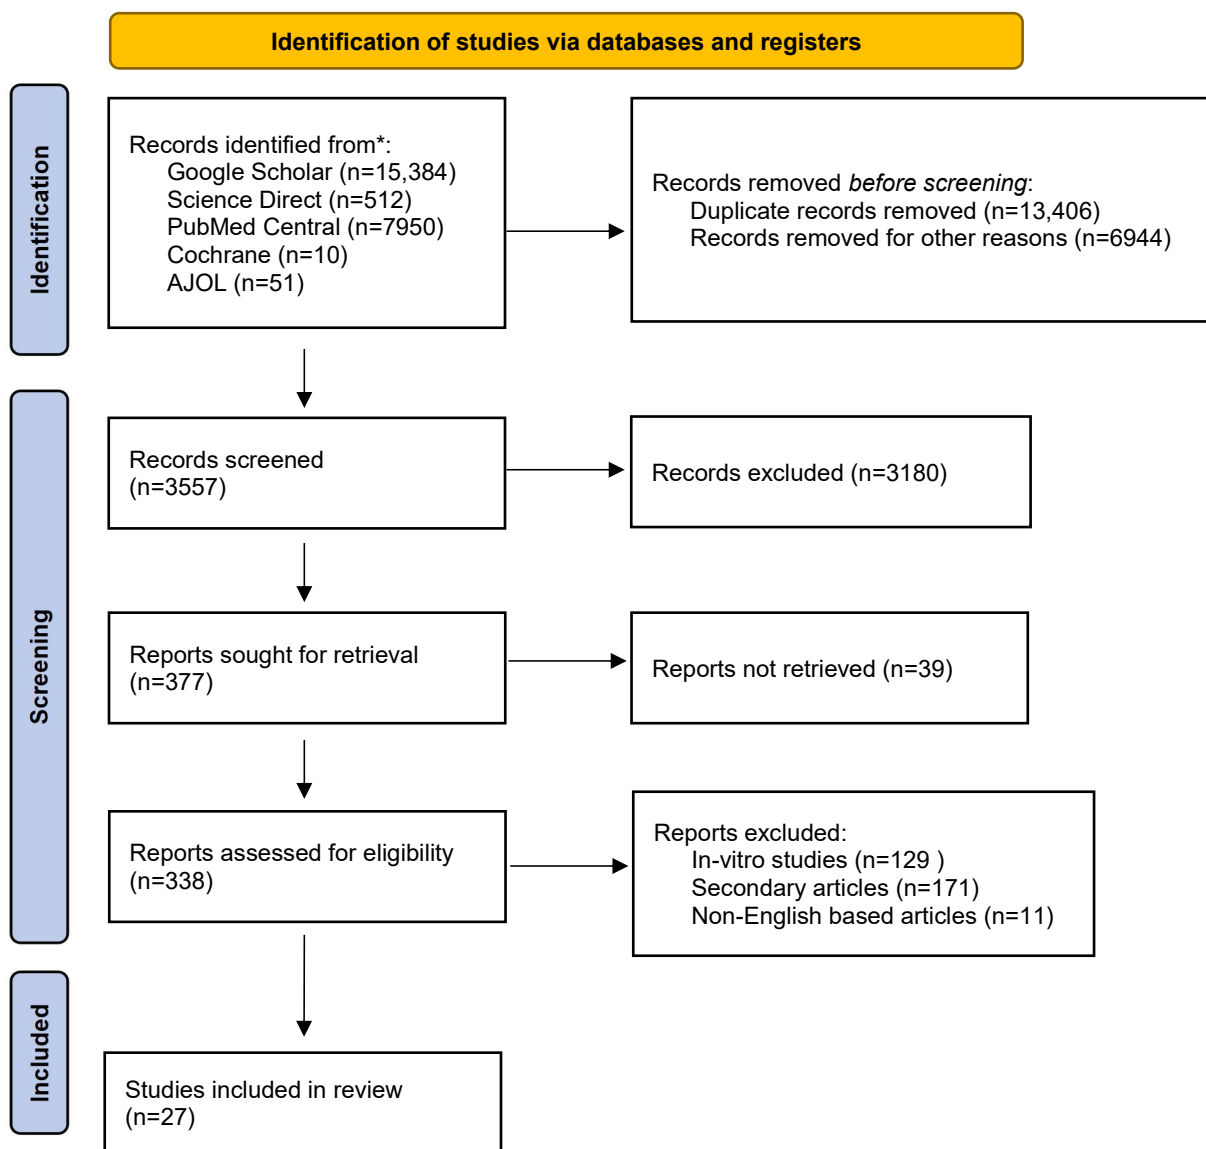 Identification of studies via databases and registers
Identification
Records identified from*:
Google Scholar (n=15,384)
Science Direct (n=512)
PubMed Central (n=7950)
Cochrane (n=10)
AJOL (n=51)
Records removed before screening:
Duplicate records removed (n=13,406)
Records removed for other reasons (n=6944)
Screening
Records screened
(n=3557)
Records excluded (n=3180)
Reports sought for retrieval
(n=377)
Reports not retrieved (n=39)
Reports assessed for eligibility
(n=338)
Reports excluded:
In-vitro studies (n=129 )
Secondary articles (n=171)
Non-English based articles (n=11)
Included
Studies included in review
(n=27)